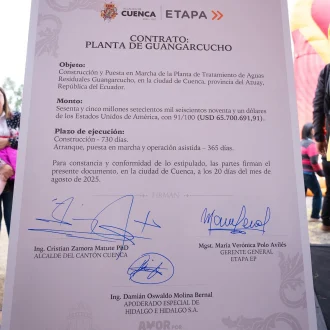 CUENCA
ETAPA
CONTRATO:
PLANTA DE GUANGARCUCHO
Objeto:
Construcción y Puesta en Marcha de la Planta de Tratamiento de Aguas
Residuales Guangarcucho, en la ciudad de Cuenca, provincia del Azuay,
República del Ecuador.
Monto:
Sesenta y cinco millones setecientos mil seiscientos noventa y un dólares
de los Estados Unidos de América, con 91/100 (USD 65.700.691,91).
Plazo de ejecución:
Construcción - 730 días.
Arranque, puesta en marcha y operación asistida - 365 días.
Para constancia y conformidad de lo estipulado, las partes firman el
presente documento, en la ciudad de Cuenca, a los 20 días del mes
de agosto de 2025.
Ing. Cristian Zamora Matute PhD
ALCALDE DEL CANTÓN CUENCA
Mgst. María Verónica Polo Avilés
GERENTE GENERAL
ETAPA EP
Ing. Damián Oswaldo Molina Bernal
APODERADO ESPECIAL DE
HIDALGO E HIDALGO S.A.